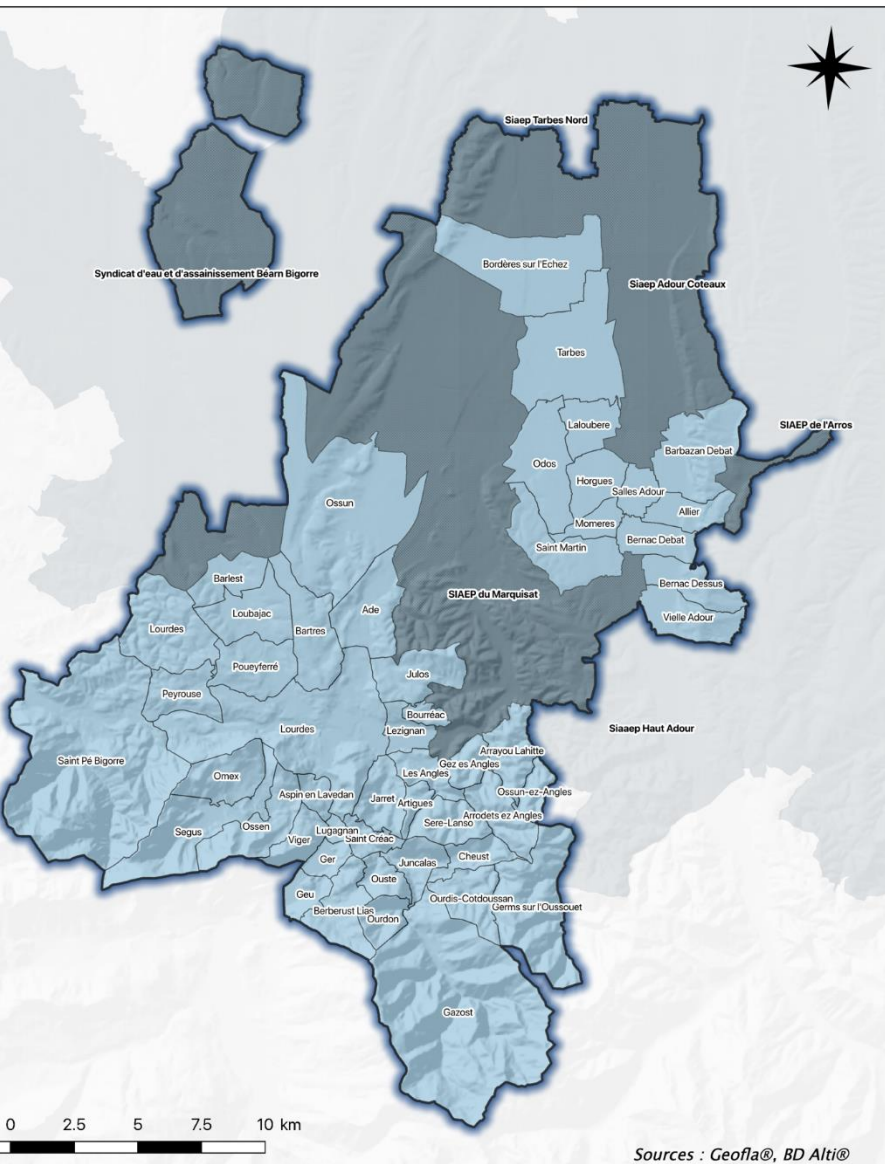 Siaep Tarbes Nord
Bordères sur l'Echez
Syndicat d'eau et d'assainissement Béarn Bigorre
Siaep Adour Coteaux
Tarbes
Laloubere
SIAEP de l'Arros
Barbazan Debat
Odos
Horgues
Salles Adour
Ossun
Allier
Momeres
Bernac Debat
Saint Martin
Barlest
Bernac Dessus
SIAEP du Marquisat
Ade
Loubajac
Vielle Adour
Lourdes
Bartres
Poueyferré
Julos
Peyrouse
Bourréac
Lourdes
Lezignan
Siaaep Haut Adour
Arrayou Lahitte
Saint Pé Bigorre
Gez es Angles
Les Angles
Omex
Ossun-ez-Angles
Aspin en Lavedan
Jarret
Artigues
Arrodets ez Angles
Sere-Lanso
Ossen
Segus
Lugagnan
Viger
Saint Créac
Ger
Cheust
Juncalas
Ouste
Geu
Ourdis-Cotdoussan
Germs sur l'Oussouet
Berberust Lias
Ourdon
Gazost
0 2.5 5 7.5 10 km
Sources : Geofla®, BD Alti®